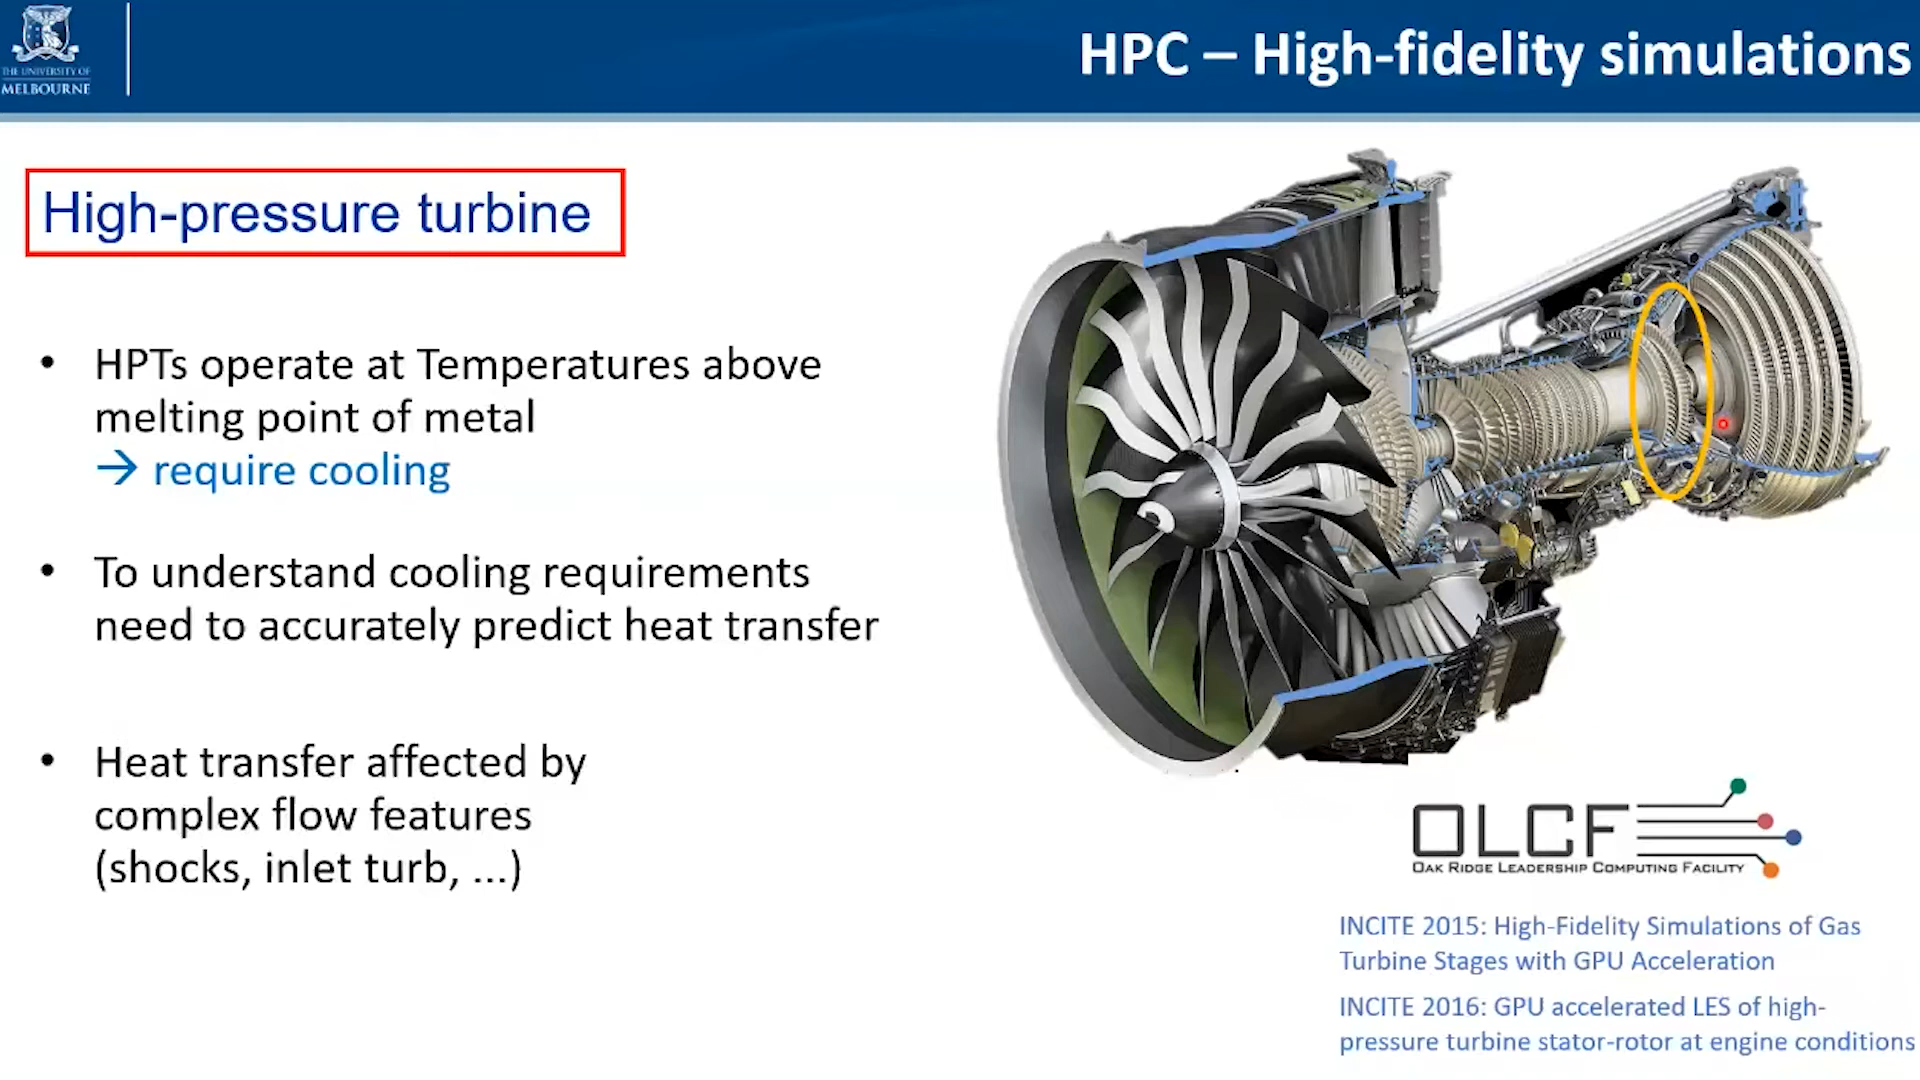 THE UNIVERSITY OF
MELBOURNE
HPC – High-fidelity simulations
High-pressure turbine
• HPTs operate at Temperatures above
melting point of metal
→ require cooling
• To understand cooling requirements
need to accurately predict heat transfer
• Heat transfer affected by
complex flow features
(shocks, inlet turb, ...)
OLCF
OAK RIDGE LEADERSHIP COMPUTING FACILITY
INCITE 2015: High-Fidelity Simulations of Gas
Turbine Stages with GPU Acceleration
INCITE 2016: GPU accelerated LES of high-
pressure turbine stator-rotor at engine conditions